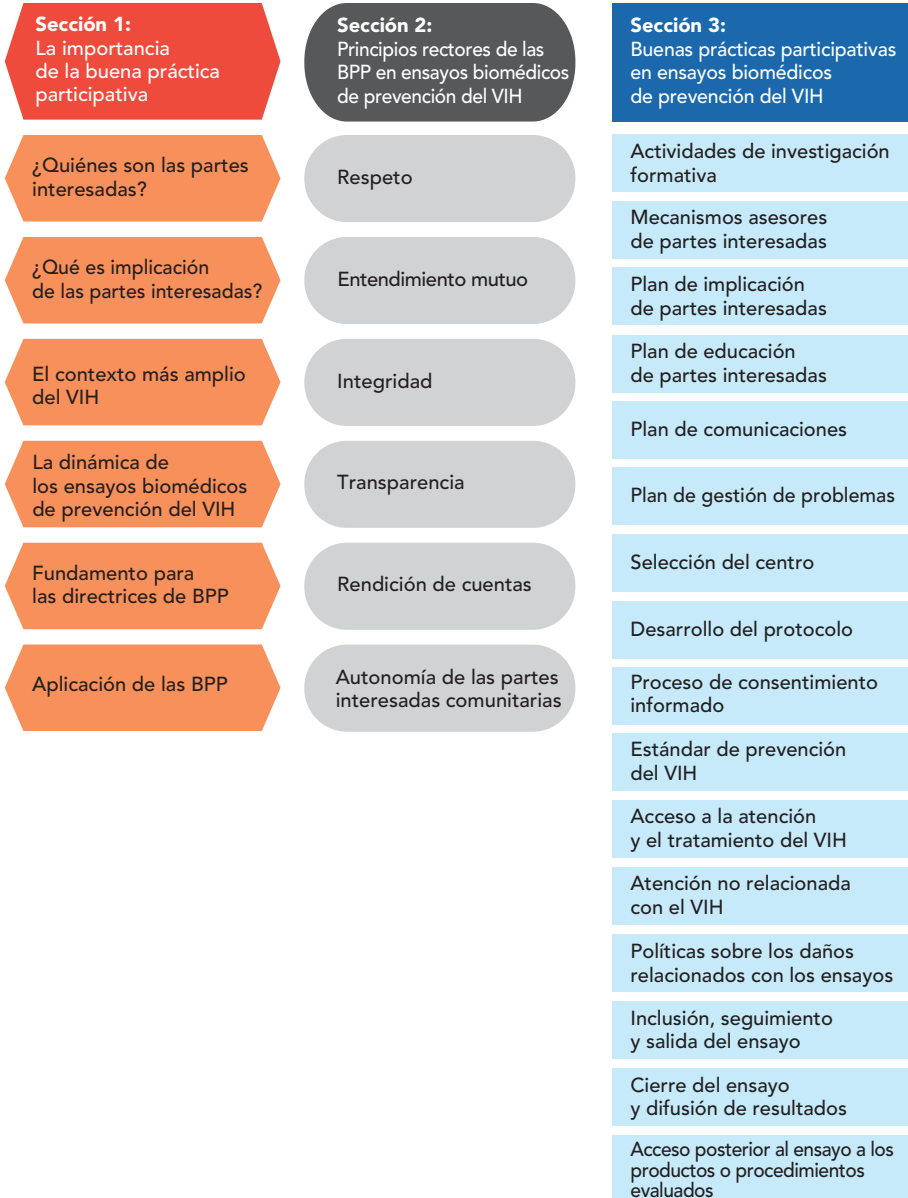 Sección 1:
La importancia
de la buena práctica
participativa
¿Quiénes son las partes
interesadas?
¿Qué es implicación
de las partes interesadas?
El contexto más amplio
del VIH
La dinámica de
los ensayos biomédicos
de prevención del VIH
Fundamento para
las directrices de BPP
Aplicación de las BPP
Sección 2:
Principios rectores de las
BPP en ensayos biomédicos
de prevención del VIH
Respeto
Entendimiento mutuo
Integridad
Transparencia
Rendición de cuentas
Autonomía de las partes
interesadas comunitarias
Sección 3:
Buenas prácticas participativas
en ensayos biomédicos
de prevención del VIH
Actividades de investigación
formativa
Mecanismos asesores
de partes interesadas
Plan de implicación
de partes interesadas
Plan de educación
de partes interesadas
Plan de comunicaciones
Plan de gestión de problemas
Selección del centro
Desarrollo del protocolo
Proceso de consentimiento
informado
Estándar de prevención
del VIH
Acceso a la atención
y el tratamiento del VIH
Atención no relacionada
con el VIH
Políticas sobre los daños
relacionados con los ensayos
Inclusión, seguimiento
y salida del ensayo
Cierre del ensayo
y difusión de resultados
Acceso posterior al ensayo a los
productos o procedimientos
evaluados